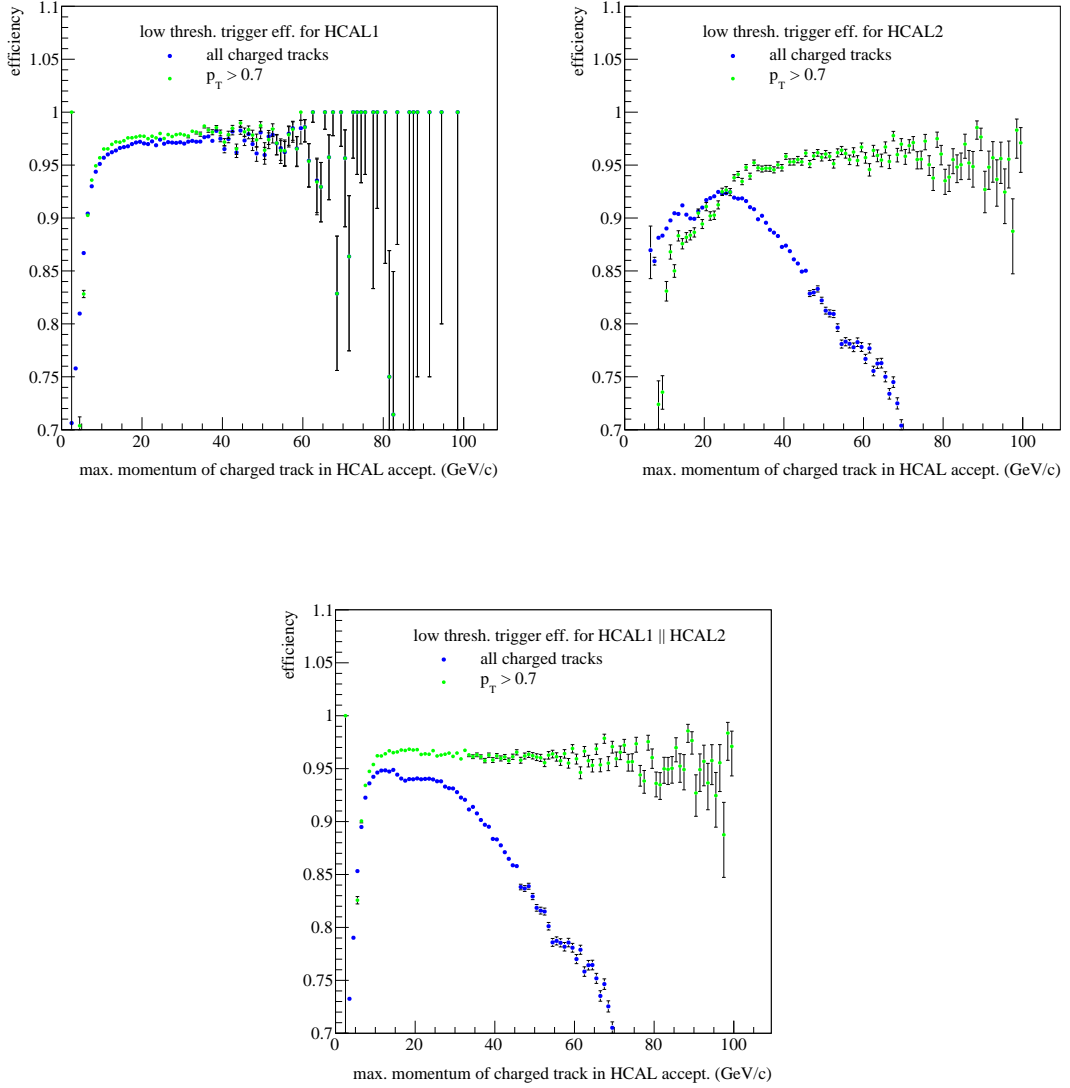 low thresh. trigger eff. for HCAL1
all charged tracks
p_T > 0.7
efficiency
1.1
1.05
1
0.95
0.9
0.85
0.8
0.75
0.7
0 20 40 60 80 100
max. momentum of charged track in HCAL accept. (GeV/c)
low thresh. trigger eff. for HCAL2
all charged tracks
p_T > 0.7
efficiency
1.1
1.05
1
0.95
0.9
0.85
0.8
0.75
0.7
0 20 40 60 80 100
max. momentum of charged track in HCAL accept. (GeV/c)
low thresh. trigger eff. for HCAL1 || HCAL2
all charged tracks
p_T > 0.7
efficiency
1.1
1.05
1
0.95
0.9
0.85
0.8
0.75
0.7
0 20 40 60 80 100
max. momentum of charged track in HCAL accept. (GeV/c)